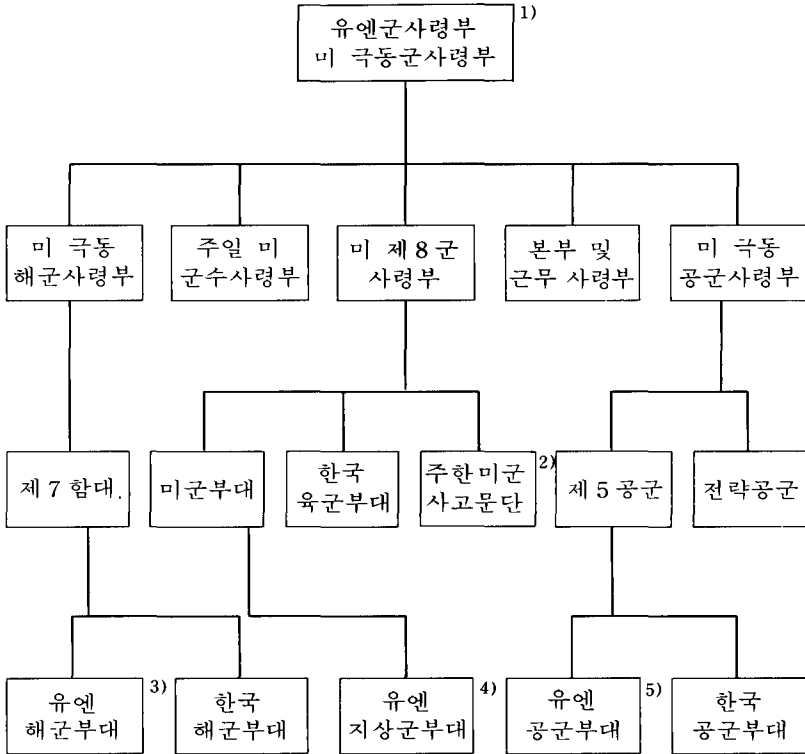 유엔군사령부
미 극동군사령부
1)
미 극동
해군사령부
주일 미
군수사령부
미 제8군
사령부
본부 및
근무 사령부
미 극동
공군사령부
제7함대.
미군부대
한국
육군부대
주한미군
사고문단
2)
제5공군
전략공군
유엔
해군부대
3)
한국
해군부대
유엔
지상군부대
4)
유엔
공군부대
5)
한국
공군부대